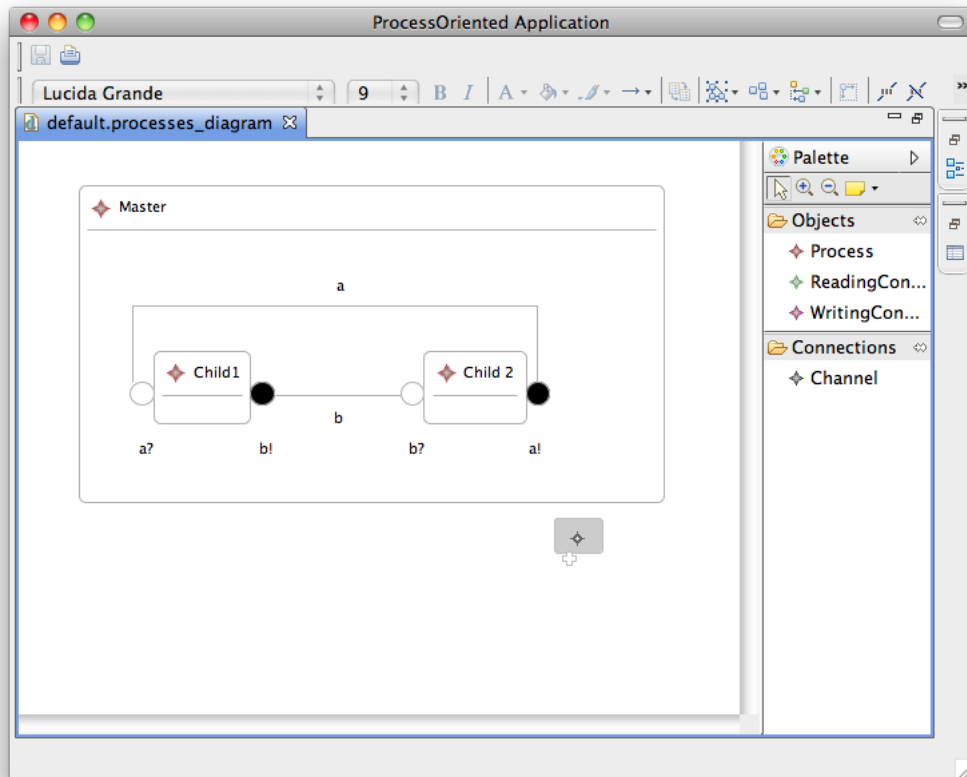 ProcessOriented Application
Lucida Grande 9 B I A
default.processes_diagram
Palette
Master
Objects
Process
a
ReadingCon...
WritingCon...
Connections
Child1 Child 2
Channel
b
a? b! b? a!